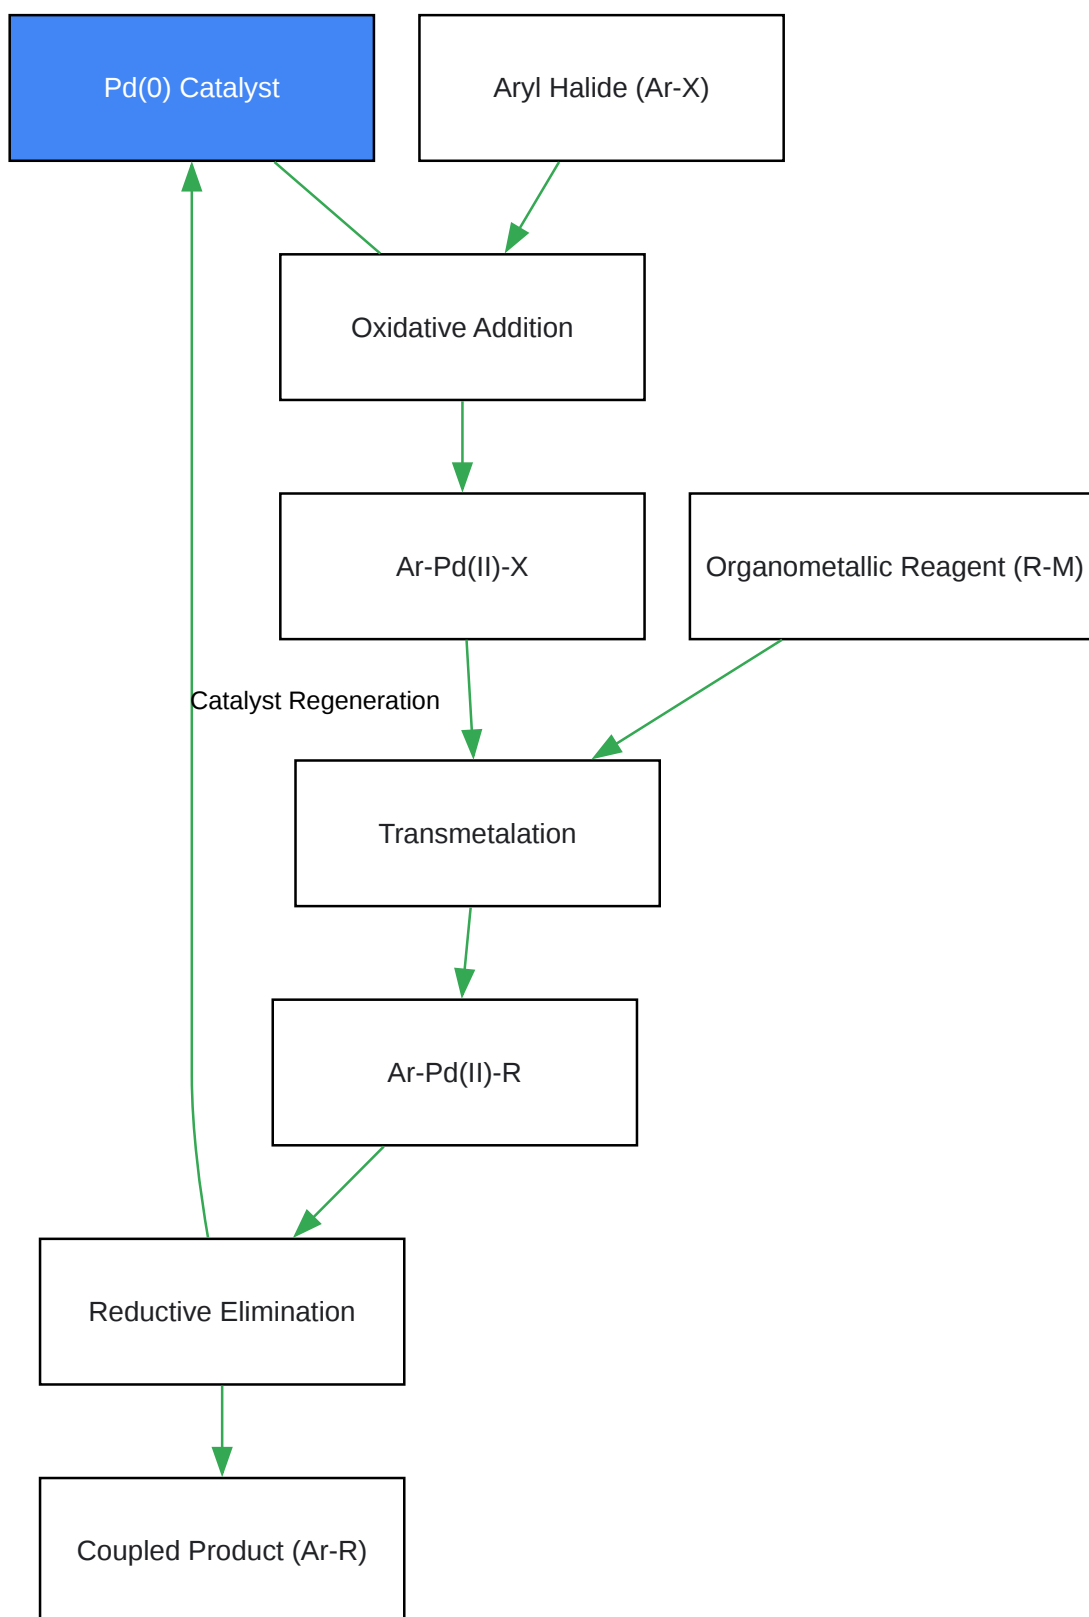 Pd(0) Catalyst
Aryl Halide (Ar-X)
Oxidative Addition
Ar-Pd(II)-X
Organometallic Reagent (R-M)
Catalyst Regeneration
Transmetalation
Ar-Pd(II)-R
Reductive Elimination
Coupled Product (Ar-R)